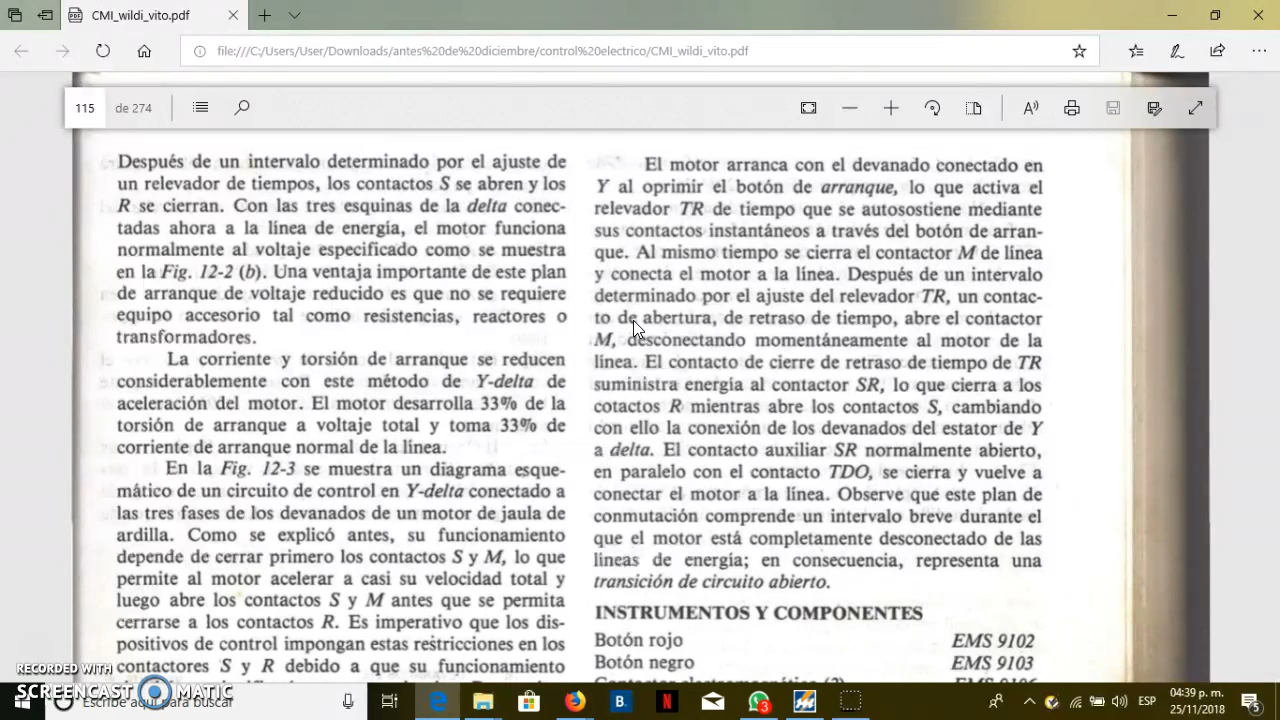 CMI_wildi_vito.pdf
file:///C:/Users/User/Downloads/antes%20de%20diciembre/control%20electrico/CMI_wildi_vito.pdf
115 de 274
Después de un intervalo determinado por el ajuste de
un relevador de tiempos, los contactos S se abren y los
R se cierran. Con las tres esquinas de la delta conec-
tadas ahora a la línea de energía, el motor funciona
normalmente al voltaje especificado como se muestra
en la Fig. 12-2 (b). Una ventaja importante de este plan
de arranque de voltaje reducido es que no se requiere
equipo accesorio tal como resistencias, reactores o
transformadores.
La corriente y torsión de arranque se reducen
considerablemente con este método de Y-delta de
aceleración del motor. El motor desarrolla 33% de la
torsión de arranque a voltaje total y toma 33% de
corriente de arranque normal de la línea.
En la Fig. 12-3 se muestra un diagrama esque-
mático de un circuito de control en Y-delta conectado a
las tres fases de los devanados de un motor de jaula de
ardilla. Como se explicó antes, su funcionamiento
depende de cerrar primero los contactos S y M, lo que
permite al motor acelerar a casi su velocidad total y
luego abre los contactos S y M antes que se permita
cerrarse a los contactos R. Es imperativo que los dis-
positivos de control impongan estas restricciones en los
contactores S y R debido a que su funcionamiento
El motor arranca con el devanado conectado en
Y al oprimir el botón de arranque, lo que activa el
relevador TR de tiempo que se autosostiene mediante
sus contactos instantáneos a través del botón de arran-
que. Al mismo tiempo se cierra el contactor M de línea
y conecta el motor a la línea. Después de un intervalo
determinado por el ajuste del relevador TR, un contac-
to de abertura, de retraso de tiempo, abre el contactor
M, desconectando momentáneamente al motor de la
línea. El contacto de cierre de retraso de tiempo de TR
suministra energía al contactor SR, lo que cierra a los
cotactos R mientras abre los contactos S, cambiando
con ello la conexión de los devanados del estator de Y
a delta. El contacto auxiliar SR normalmente abierto,
en paralelo con el contacto TDO, se cierra y vuelve a
conectar el motor a la línea. Observe que este plan de
conmutación comprende un intervalo breve durante el
que el motor está completamente desconectado de las
líneas de energía; en consecuencia, representa una
transición de circuito abierto.
INSTRUMENTOS Y COMPONENTES
Botón rojo EMS 9102
Botón negro EMS 9103
RECORDED WITH
SCREENCAST MATIC
Escribe aquí para buscar
B.
N
3
ESP
04:39 p. m.
25/11/2018
5